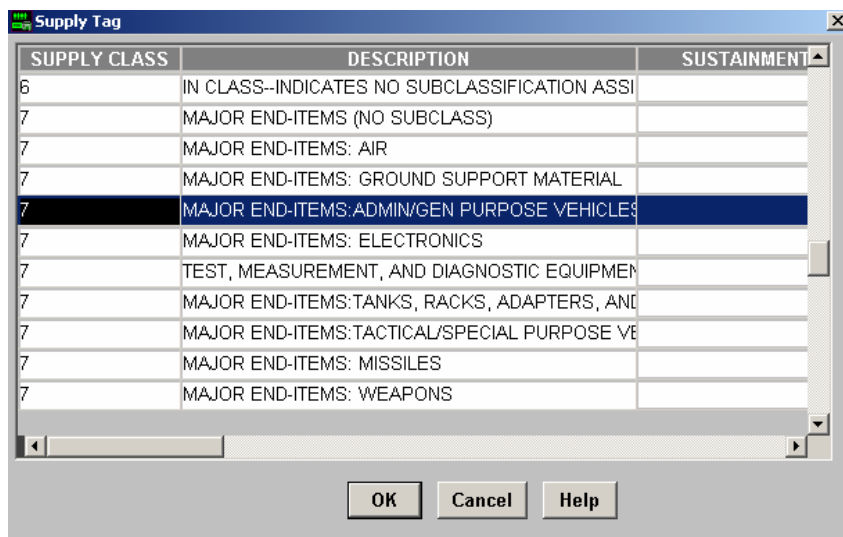 Supply Tag
SUPPLY CLASS DESCRIPTION SUSTAINMENT
6 IN CLASS--INDICATES NO SUBCLASSIFICATION ASSI
7 MAJOR END-ITEMS (NO SUBCLASS)
7 MAJOR END-ITEMS: AIR
7 MAJOR END-ITEMS: GROUND SUPPORT MATERIAL
7 MAJOR END-ITEMS:ADMIN/GEN PURPOSE VEHICLES
7 MAJOR END-ITEMS: ELECTRONICS
7 TEST, MEASUREMENT, AND DIAGNOSTIC EQUIPMEN
7 MAJOR END-ITEMS:TANKS, RACKS, ADAPTERS, AND
7 MAJOR END-ITEMS:TACTICAL/SPECIAL PURPOSE VE
7 MAJOR END-ITEMS: MISSILES
7 MAJOR END-ITEMS: WEAPONS
OK Cancel Help